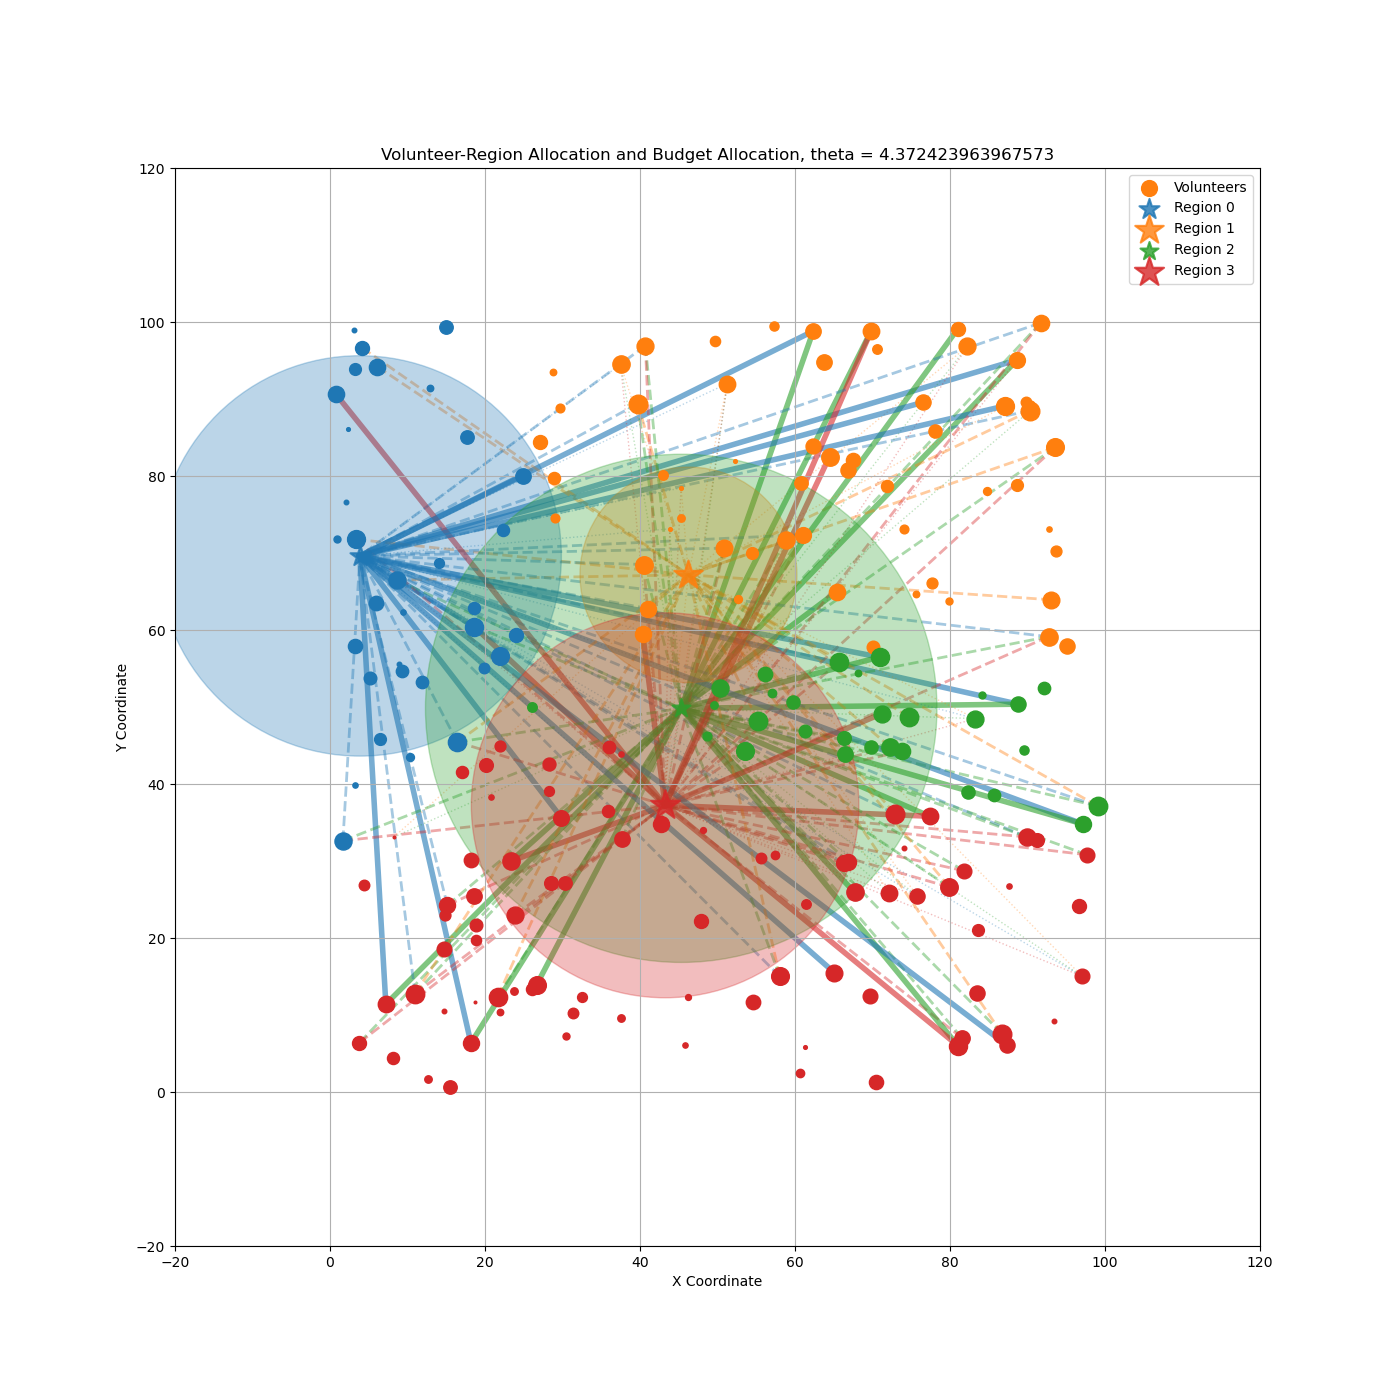 Volunteer-Region Allocation and Budget Allocation, theta = 4.372423963967573
120
100
80
60
40
20
0
−20
Y Coordinate
Volunteers
Region 0
Region 1
Region 2
Region 3
−20 0 20 40 60 80 100 120
X Coordinate